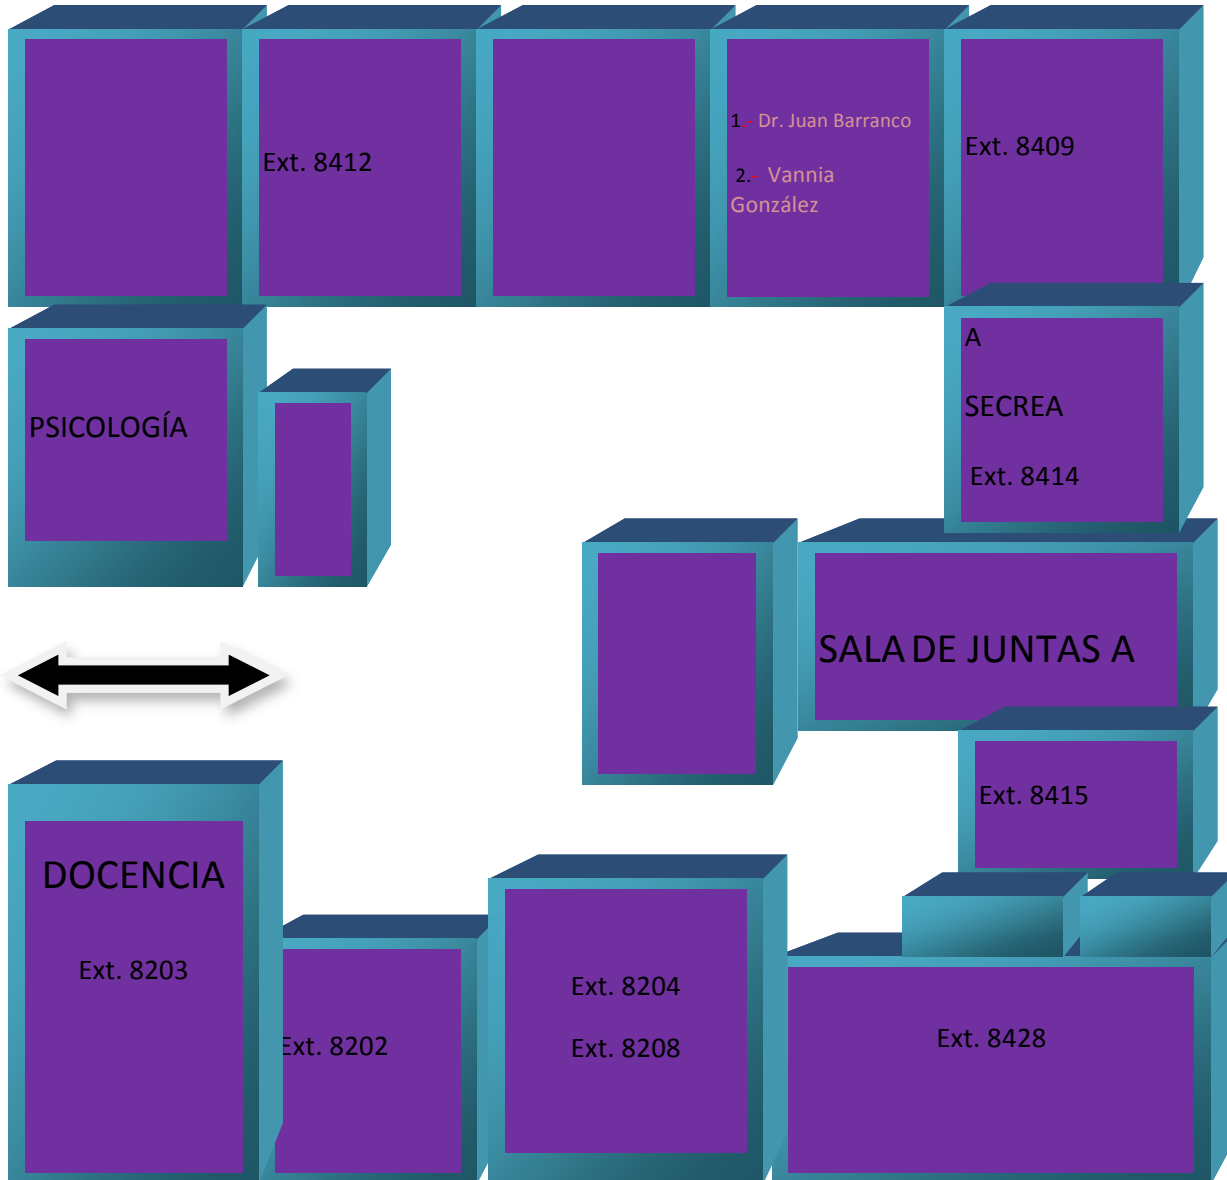 Ext. 8412
1.- Dr. Juan Barranco
2.- Vannia
González
Ext. 8409
PSICOLOGÍA
A
SECREA
Ext. 8414
SALA DE JUNTAS A
Ext. 8415
DOCENCIA
Ext. 8203
Ext. 8202
Ext. 8204
Ext. 8208
Ext. 8428